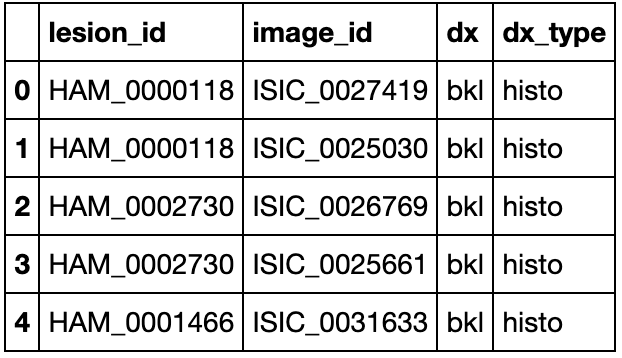 lesion_id image_id dx dx_type
0 HAM_0000118 ISIC_0027419 bkl histo
1 HAM_0000118 ISIC_0025030 bkl histo
2 HAM_0002730 ISIC_0026769 bkl histo
3 HAM_0002730 ISIC_0025661 bkl histo
4 HAM_0001466 ISIC_0031633 bkl histo